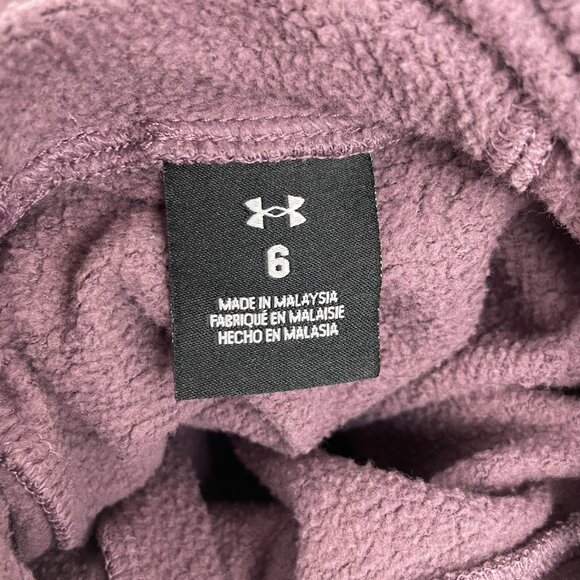 6
MADE IN MALAYSIA
FABRIQUÉ EN MALAISIE
HECHO EN MALASIA